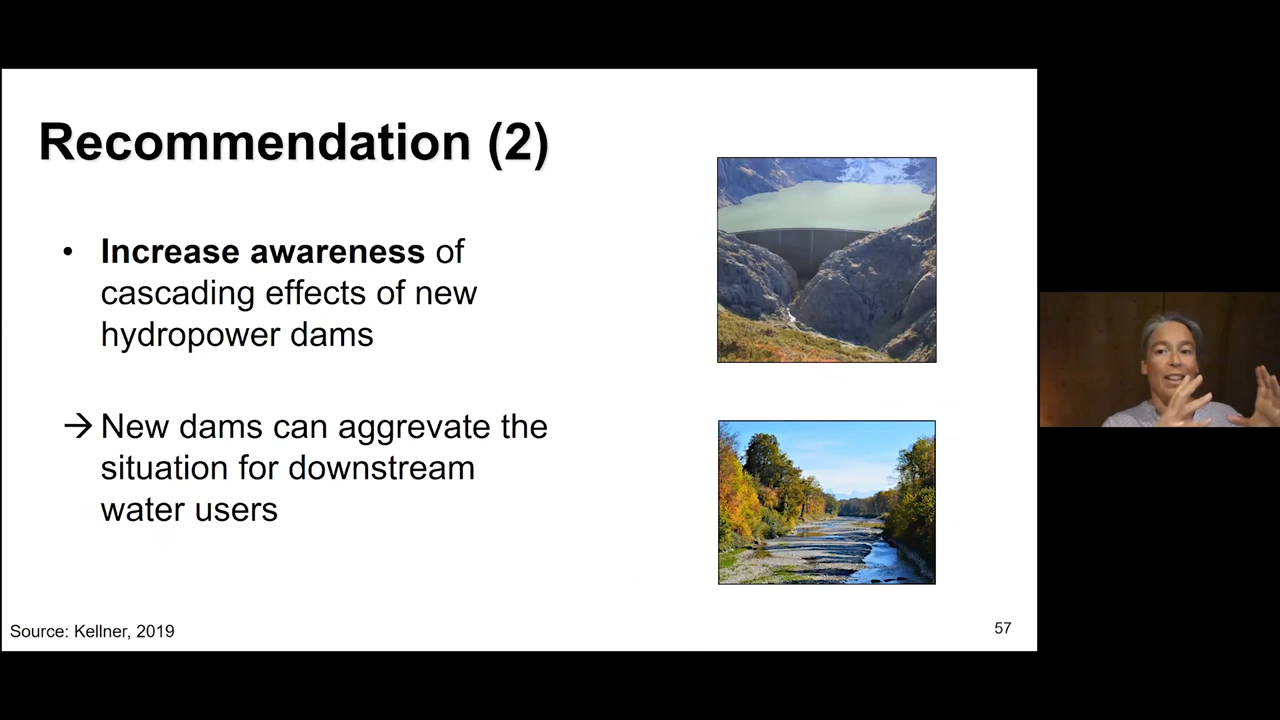 Recommendation (2)
• Increase awareness of
cascading effects of new
hydropower dams
→ New dams can aggrevate the
situation for downstream
water users
Source: Kellner, 2019
57